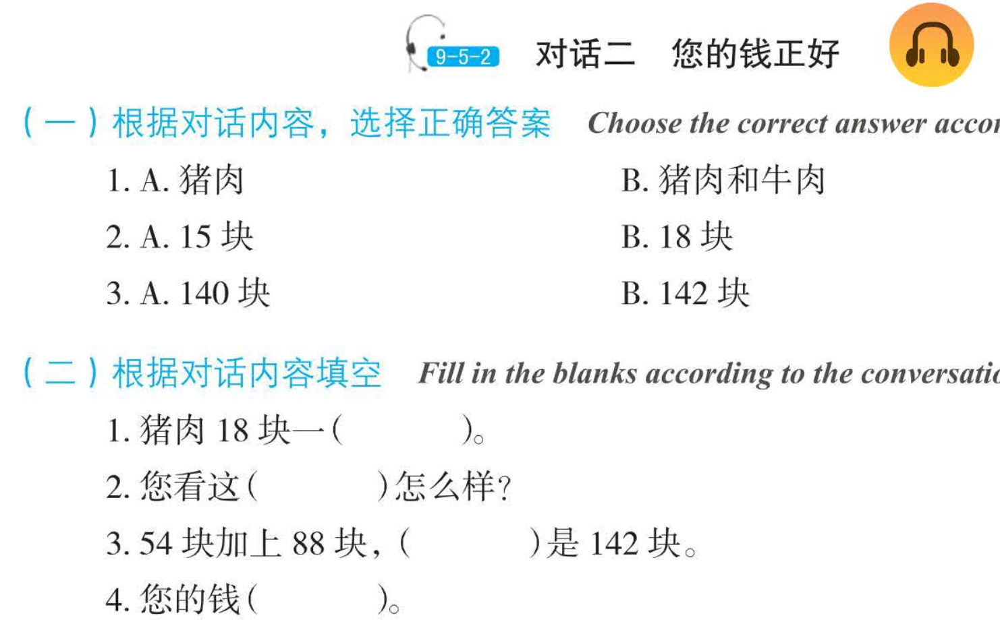 9-5-2 对话二 您的钱正好
(一)根据对话内容，选择正确答案 Choose the correct answer accor
1. A. 猪肉 B. 猪肉和牛肉
2. A. 15 块 B. 18 块
3. A. 140 块 B. 142 块
(二)根据对话内容填空 Fill in the blanks according to the conversatio
1. 猪肉 18 块一( )。
2. 您看这( )怎么样?
3. 54 块加上 88 块, ( )是 142 块。
4. 您的钱( )。